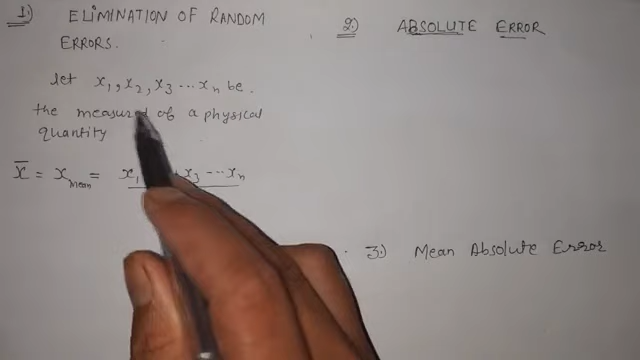 1) ELIMINATION OF RANDOM
ERRORS.
let x₁, x₂, x₃ ... xₙ be
the measured of a physical
quantity
x̄ = x_Mean = x₁ , x₃ ... xₙ
2) ABSOLUTE ERROR
3) Mean Absolute Error